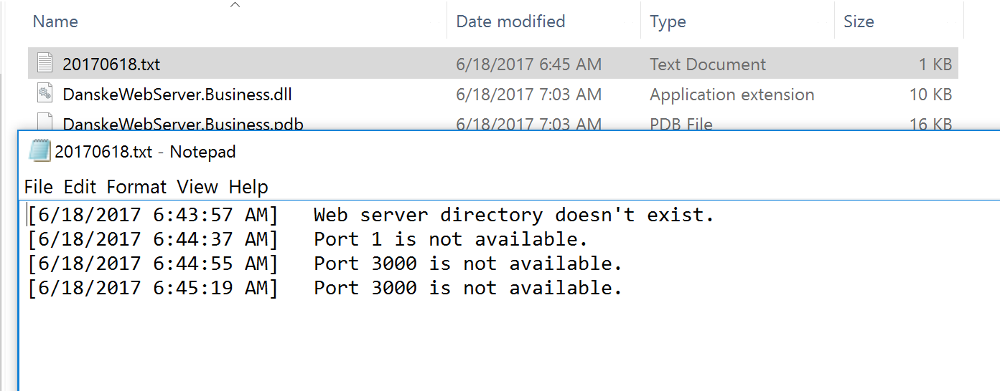 Name Date modified Type Size
20170618.txt 6/18/2017 6:45 AM Text Document 1 KB
DanskeWebServer.Business.dll 6/18/2017 7:03 AM Application extension 10 KB
DanskeWebServer.Business.pdb 6/18/2017 7:03 AM PDB File 16 KB
20170618.txt - Notepad
File Edit Format View Help
[6/18/2017 6:43:57 AM] Web server directory doesn't exist.
[6/18/2017 6:44:37 AM] Port 1 is not available.
[6/18/2017 6:44:55 AM] Port 3000 is not available.
[6/18/2017 6:45:19 AM] Port 3000 is not available.